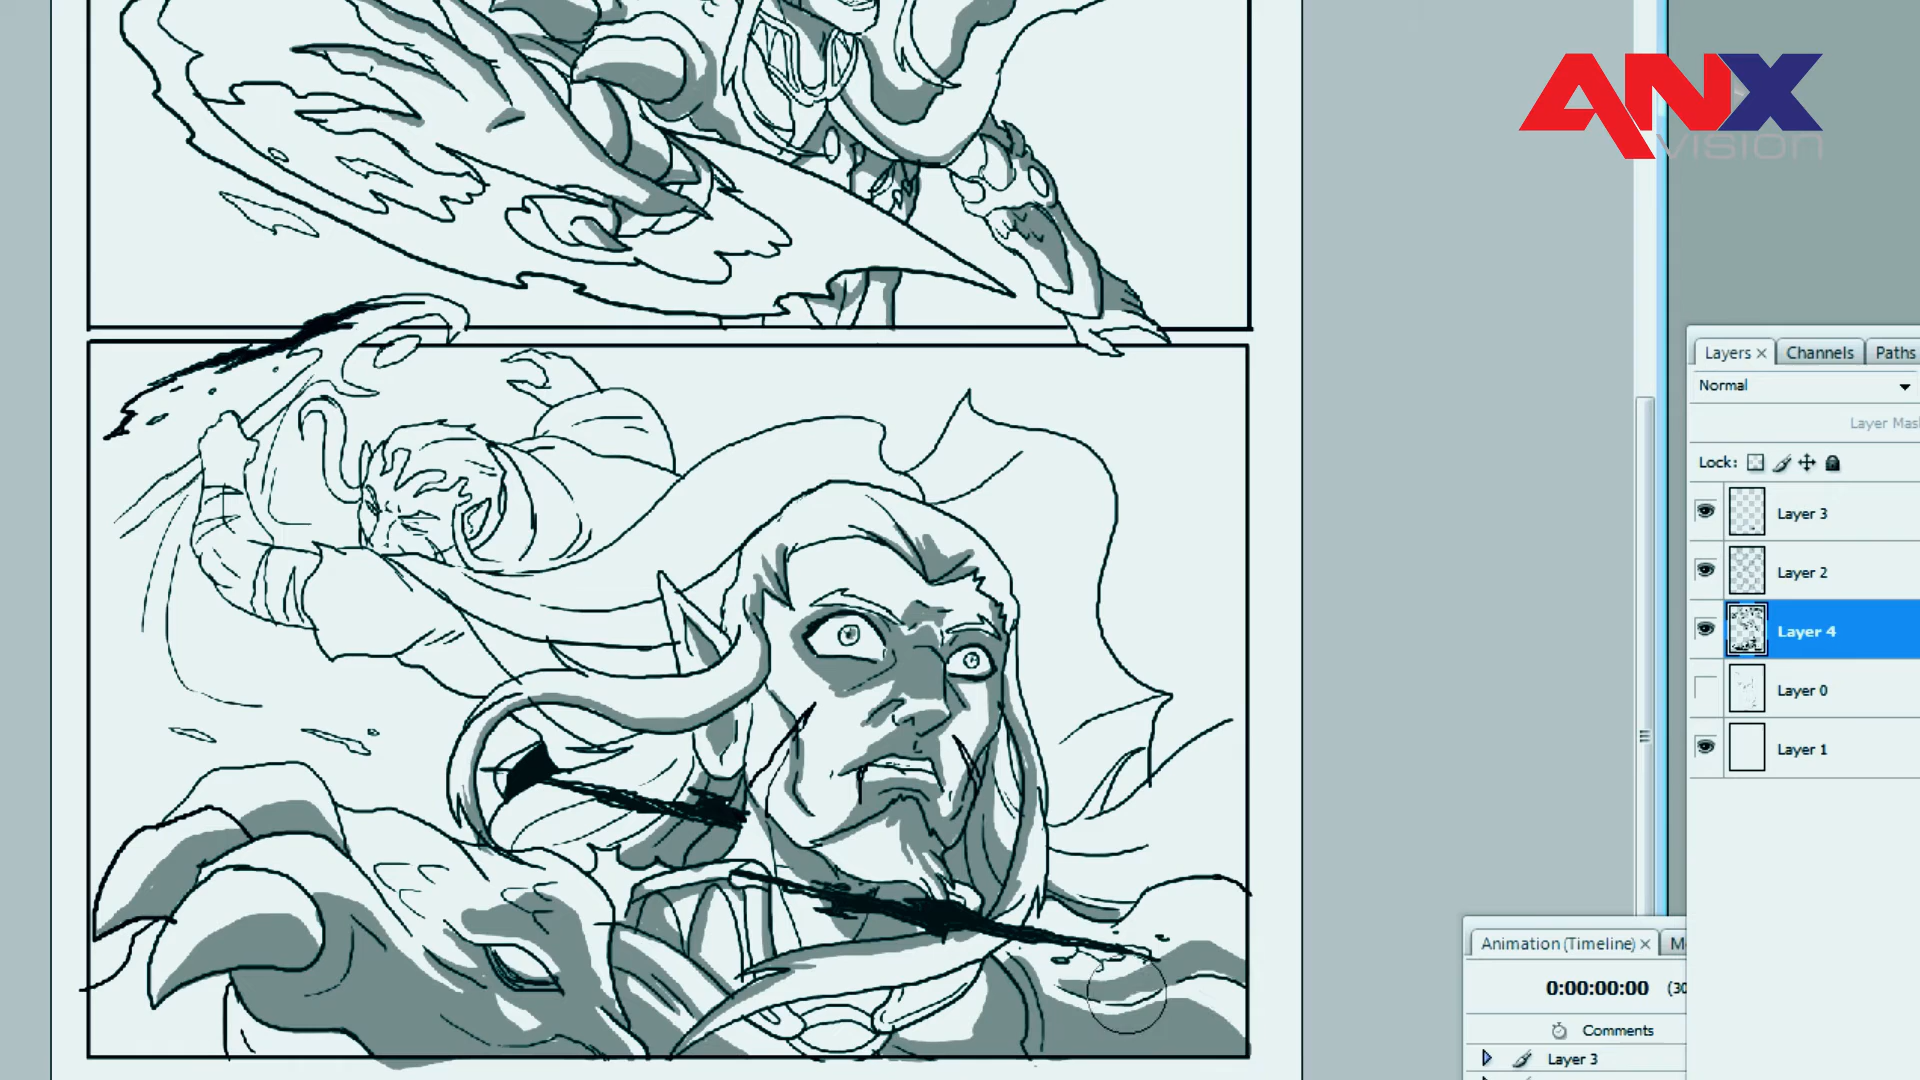 ANX
vision
Layers × Channels Paths
Normal
Layer Mas
Lock:
Layer 3
Layer 2
Layer 4
Layer 0
Layer 1
Animation (Timeline) × M
0:00:00:00 (30
Comments
Layer 3